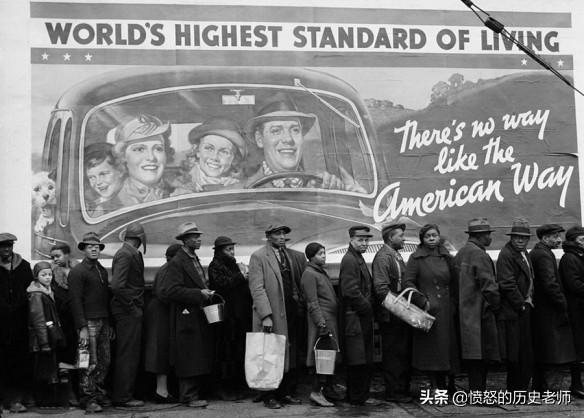 WORLD'S HIGHEST STANDARD OF LIVING
There's no way
like the
American Way
头条 @愤怒的历史老师